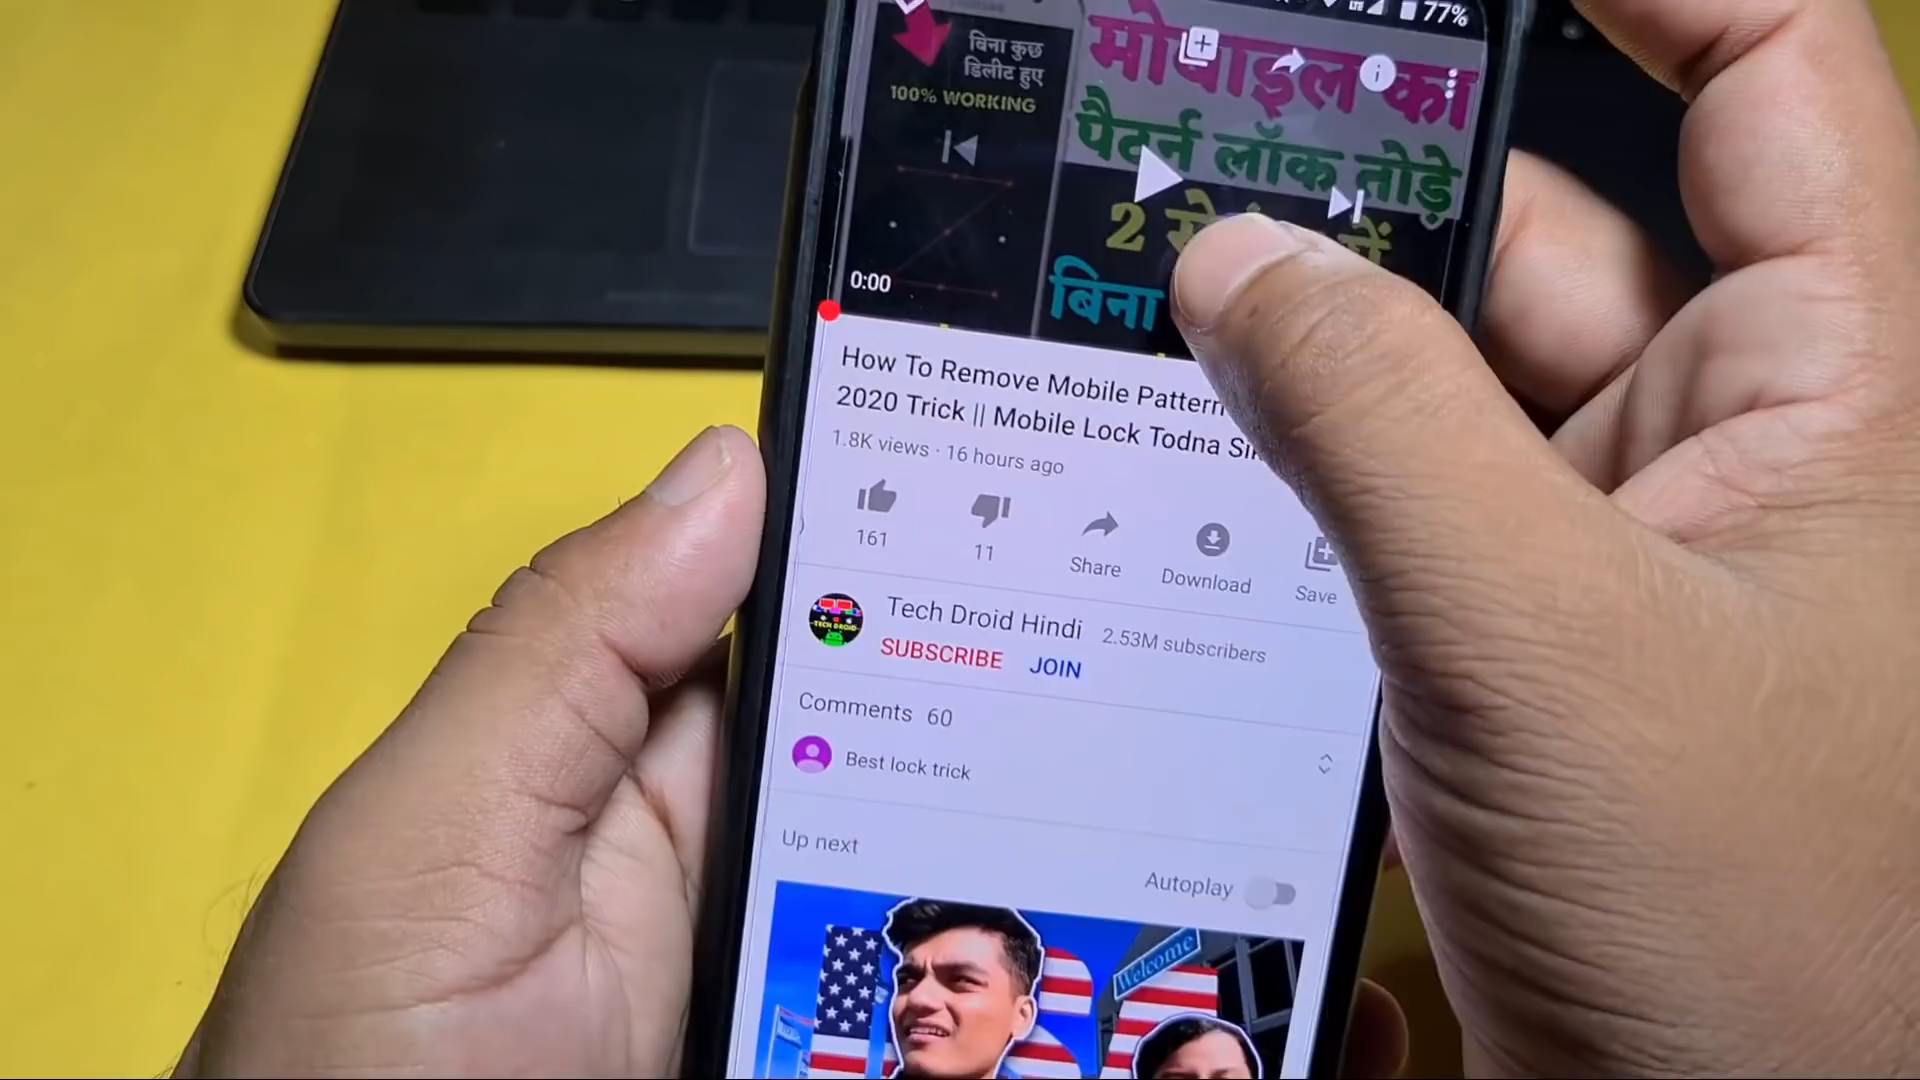 77%
बिना कुछ
डिलीट हुए
100% WORKING
मोबाइल का
पैटर्न लॉक तोड़े
2
में
बिना
0:00
How To Remove Mobile Pattern
2020 Trick || Mobile Lock Todna
1.8K views · 16 hours ago
161
11
Share
Download
Save
TECH DROID
Tech Droid Hindi 2.53M subscribers
SUBSCRIBE JOIN
Comments 60
Best lock trick
Up next
Autoplay
Welcome